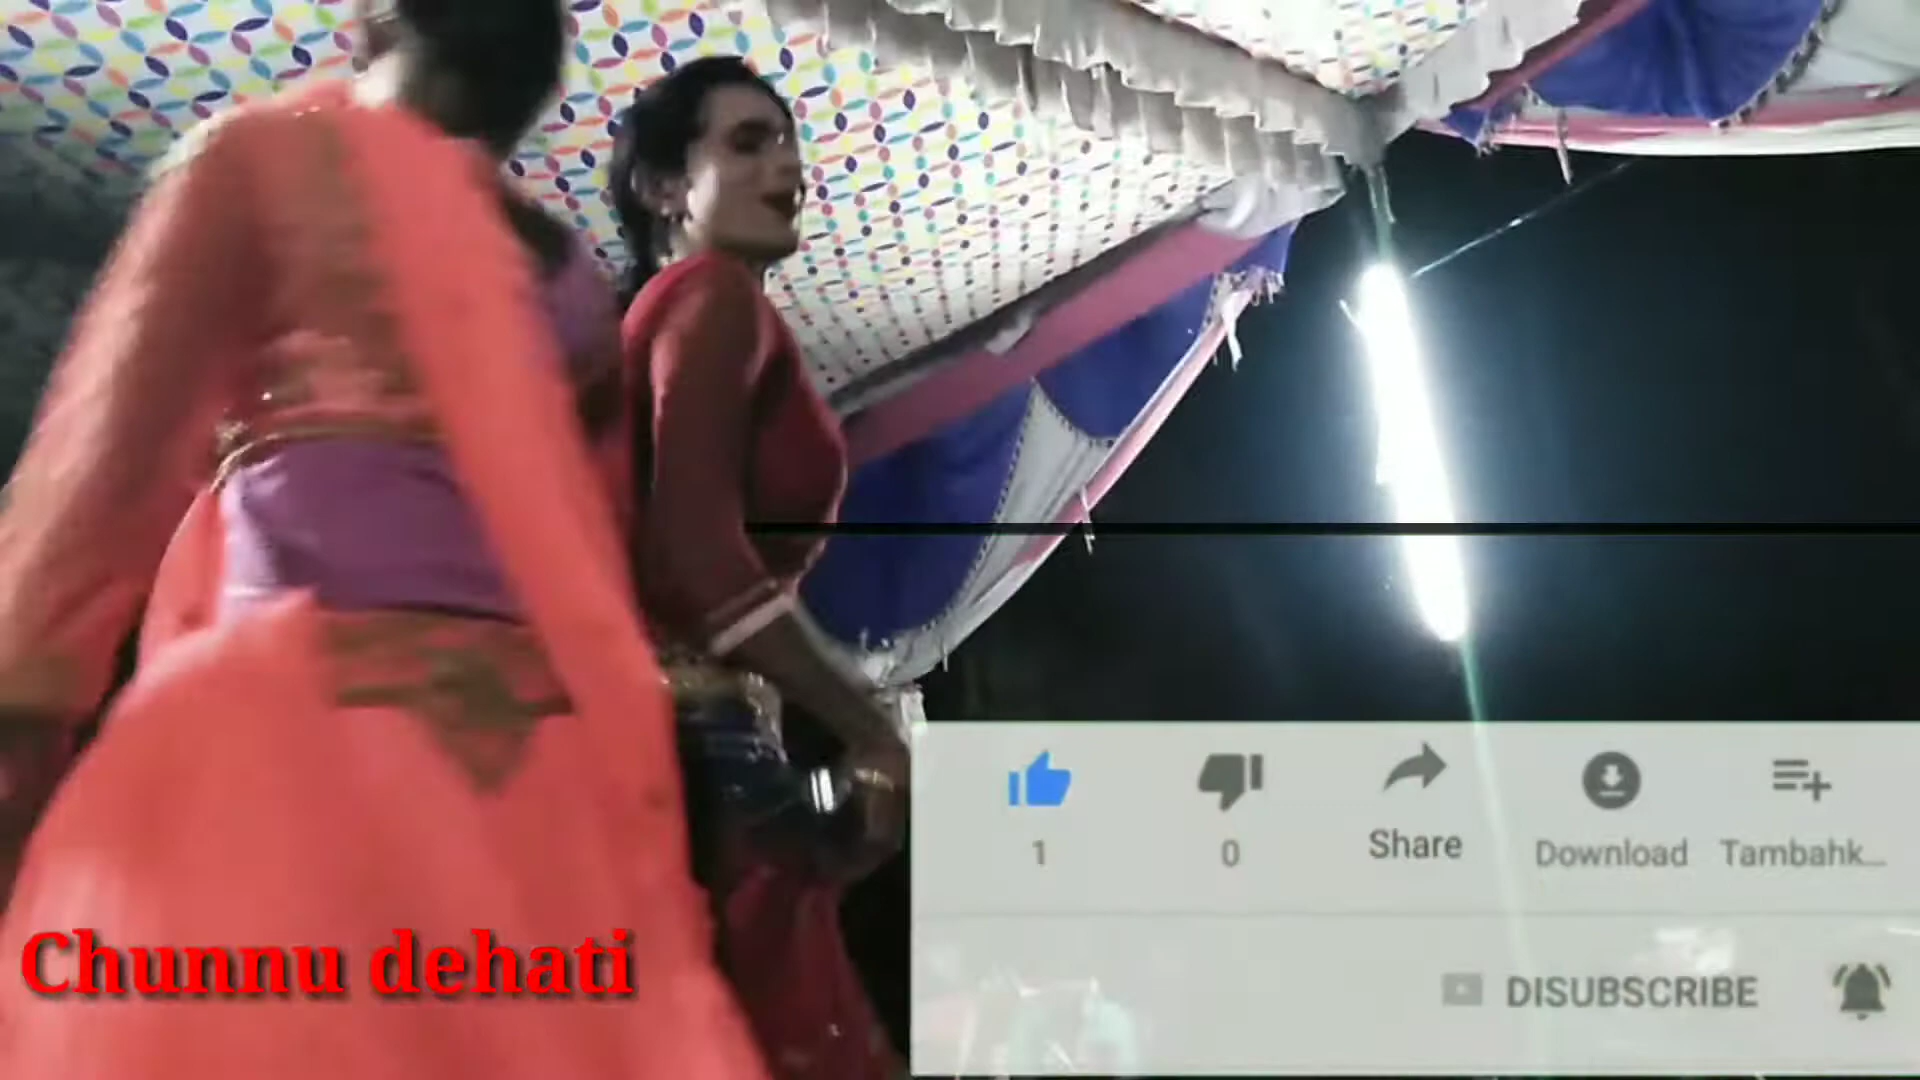 1
0
Share
Download
Tambahk...
Chunnu dehati
DISUBSCRIBE